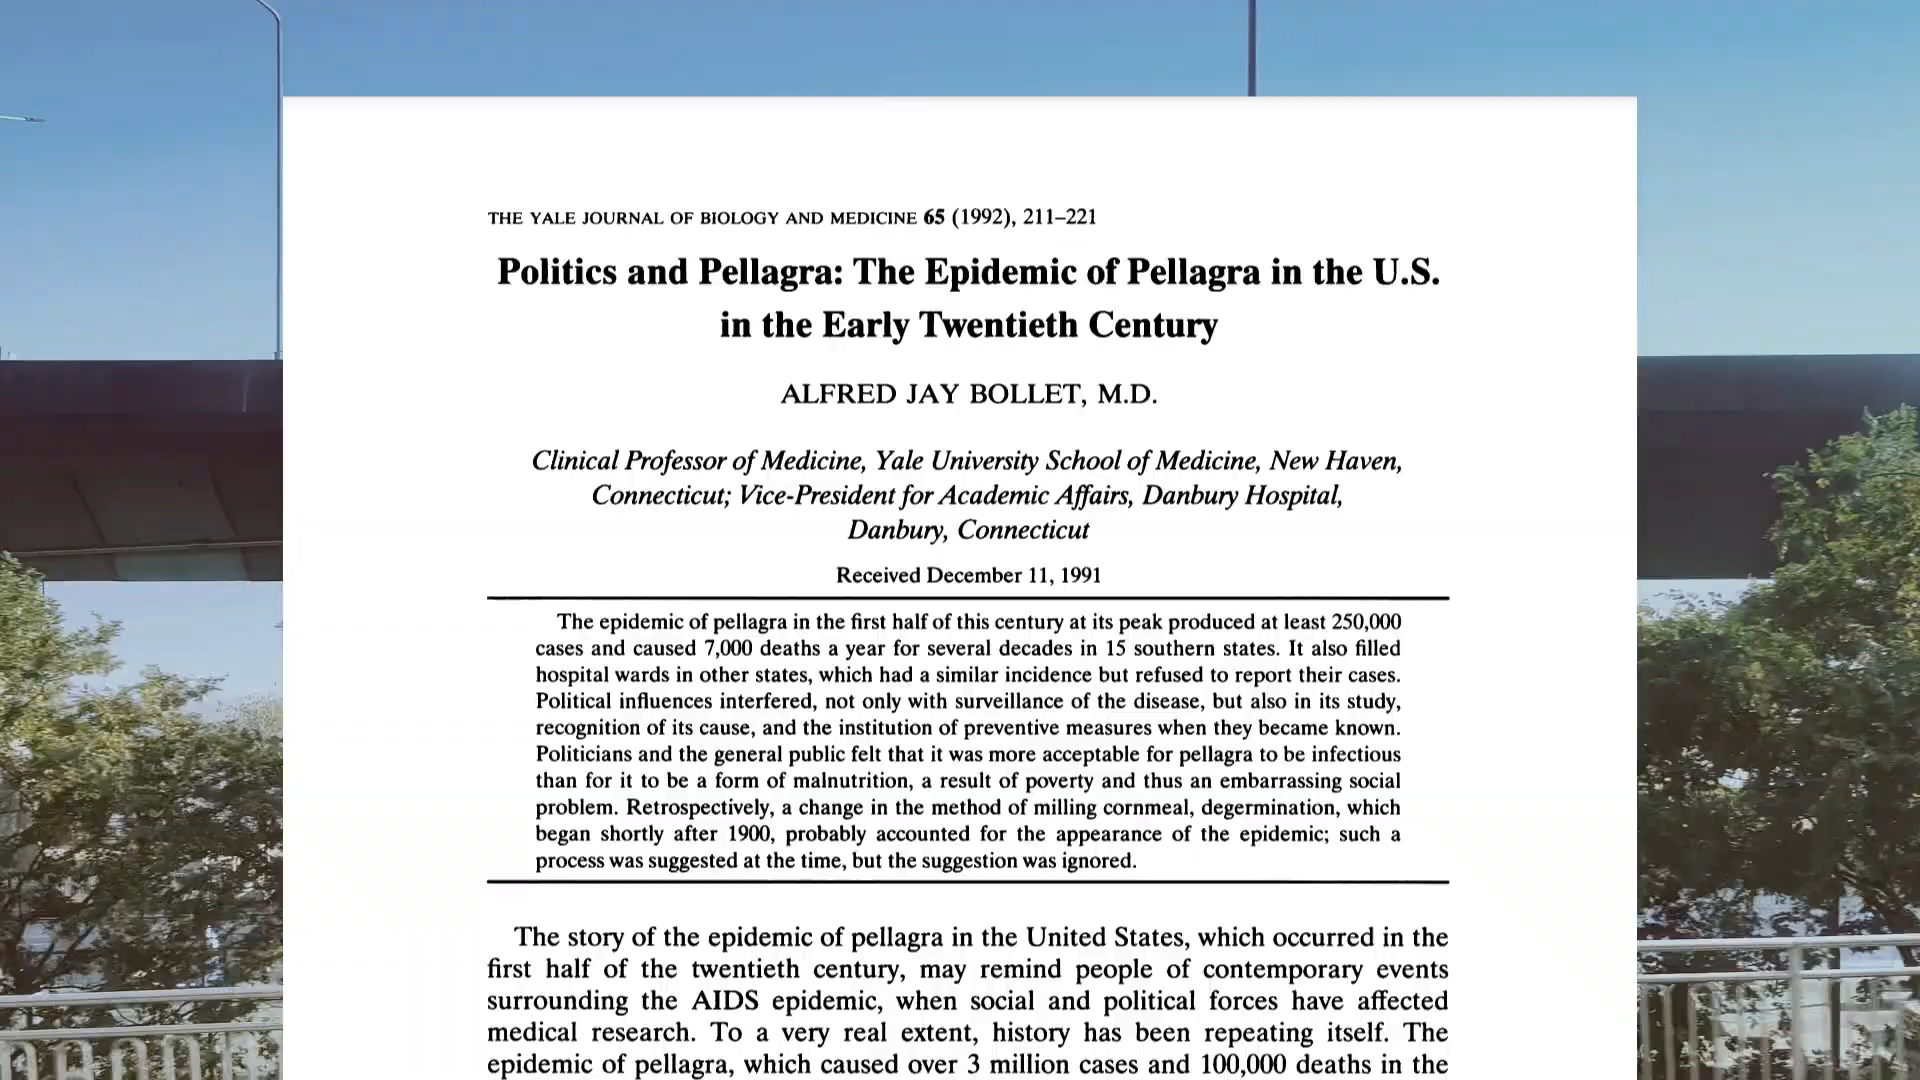 THE YALE JOURNAL OF BIOLOGY AND MEDICINE 65 (1992), 211–221
Politics and Pellagra: The Epidemic of Pellagra in the U.S.
in the Early Twentieth Century
ALFRED JAY BOLLET, M.D.
Clinical Professor of Medicine, Yale University School of Medicine, New Haven,
Connecticut; Vice-President for Academic Affairs, Danbury Hospital,
Danbury, Connecticut
Received December 11, 1991
The epidemic of pellagra in the first half of this century at its peak produced at least 250,000
cases and caused 7,000 deaths a year for several decades in 15 southern states. It also filled
hospital wards in other states, which had a similar incidence but refused to report their cases.
Political influences interfered, not only with surveillance of the disease, but also in its study,
recognition of its cause, and the institution of preventive measures when they became known.
Politicians and the general public felt that it was more acceptable for pellagra to be infectious
than for it to be a form of malnutrition, a result of poverty and thus an embarrassing social
problem. Retrospectively, a change in the method of milling cornmeal, degermination, which
began shortly after 1900, probably accounted for the appearance of the epidemic; such a
process was suggested at the time, but the suggestion was ignored.
The story of the epidemic of pellagra in the United States, which occurred in the
first half of the twentieth century, may remind people of contemporary events
surrounding the AIDS epidemic, when social and political forces have affected
medical research. To a very real extent, history has been repeating itself. The
epidemic of pellagra, which caused over 3 million cases and 100,000 deaths in the